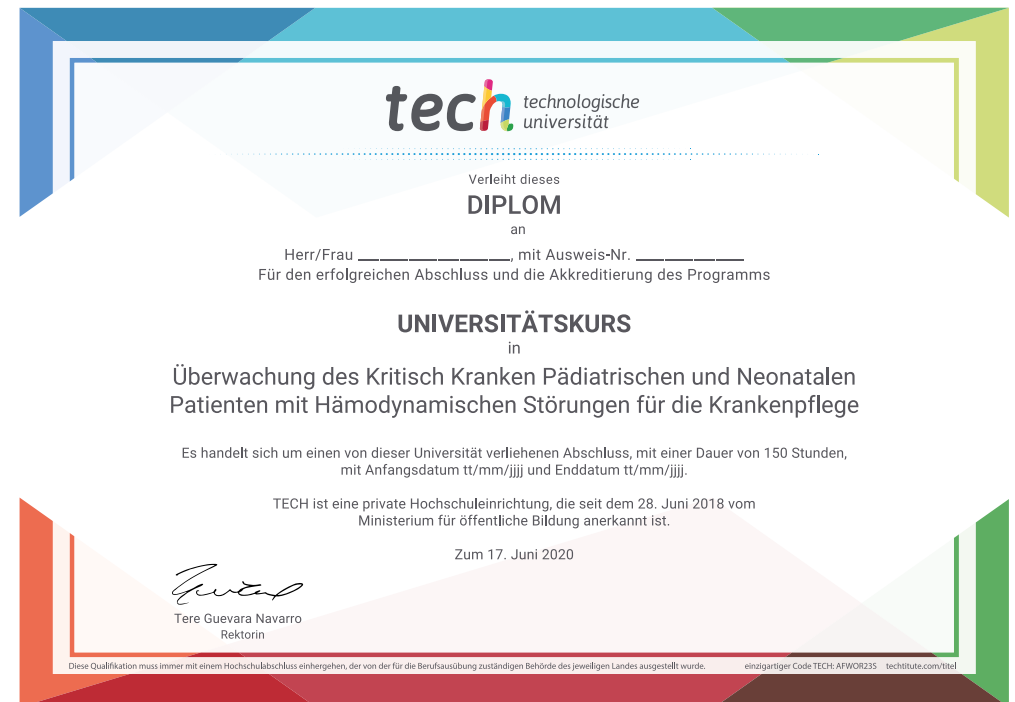 tech technologische
universität
Verleiht dieses
DIPLOM
an
Herr/Frau ________________, mit Ausweis-Nr. ____________
Für den erfolgreichen Abschluss und die Akkreditierung des Programms
UNIVERSITÄTSKURS
in
Überwachung des Kritisch Kranken Pädiatrischen und Neonatalen
Patienten mit Hämodynamischen Störungen für die Krankenpflege
Es handelt sich um einen von dieser Universität verliehenen Abschluss, mit einer Dauer von 150 Stunden,
mit Anfangsdatum tt/mm/jjjj und Enddatum tt/mm/jjjj.
TECH ist eine private Hochschuleinrichtung, die seit dem 28. Juni 2018 vom
Ministerium für öffentliche Bildung anerkannt ist.
Zum 17. Juni 2020
Tere Guevara Navarro
Rektorin
Diese Qualifikation muss immer mit einem Hochschulabschluss einhergehen, der von der für die Berufsausübung zuständigen Behörde des jeweiligen Landes ausgestellt wurde. einzigartiger Code TECH: AFWOR23S techtitute.com/titel